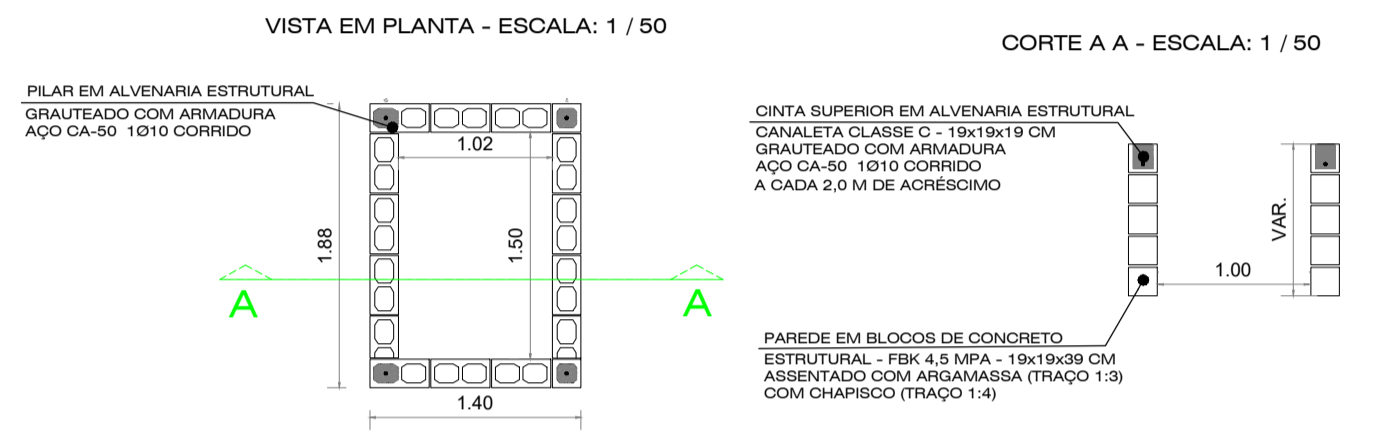 VISTA EM PLANTA - ESCALA: 1 / 50
PILAR EM ALVENARIA ESTRUTURAL
GRAUTEADO COM ARMADURA
AÇO CA-50 1Ø10 CORRIDO
1.02
1.88
1.50
A
A
1.40
CORTE A A - ESCALA: 1 / 50
CINTA SUPERIOR EM ALVENARIA ESTRUTURAL
CANALETA CLASSE C - 19x19x19 CM
GRAUTEADO COM ARMADURA
AÇO CA-50 1Ø10 CORRIDO
A CADA 2,0 M DE ACRÉSCIMO
VAR.
1.00
PAREDE EM BLOCOS DE CONCRETO
ESTRUTURAL - FBK 4,5 MPA - 19x19x39 CM
ASSENTADO COM ARGAMASSA (TRAÇO 1:3)
COM CHAPISCO (TRAÇO 1:4)